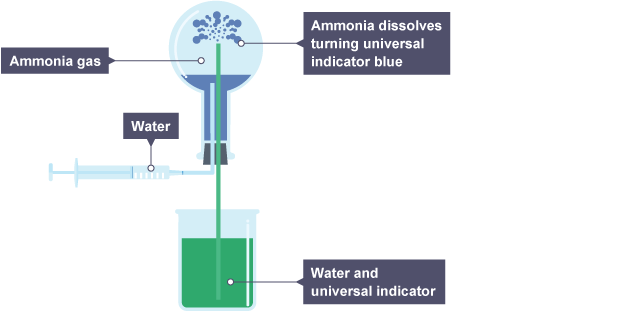 Ammonia dissolves
turning universal
indicator blue
Ammonia gas
Water
Water and
universal indicator